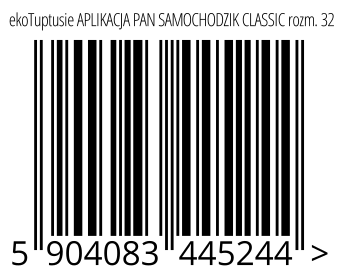 ekoTuptusie APLIKACJA PAN SAMOCHODZIK CLASSIC rozm. 32
5 904083 445244 >